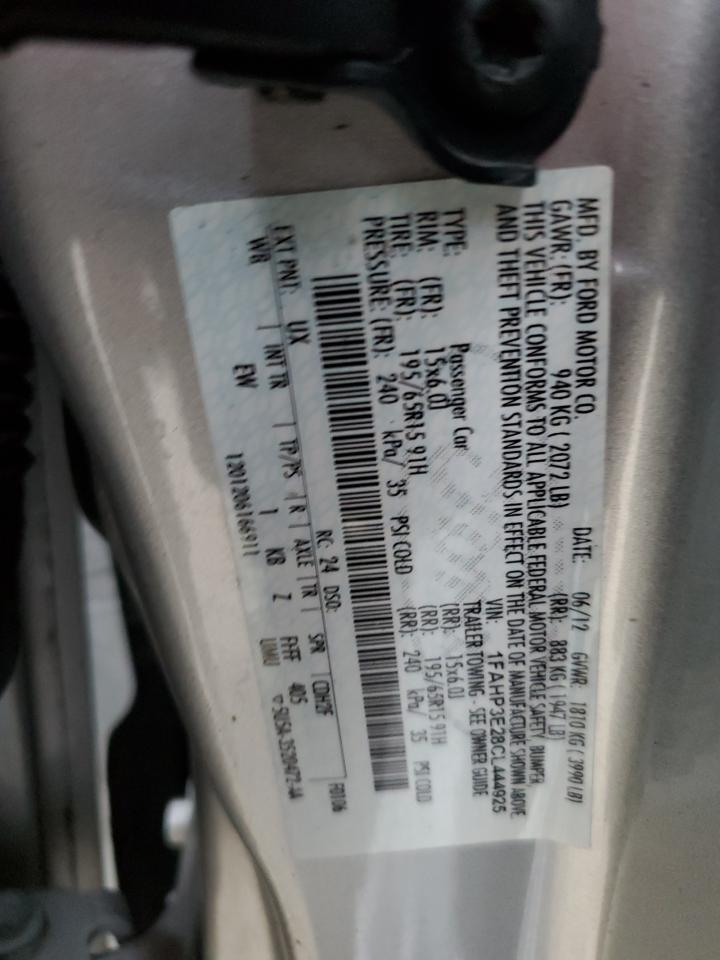 MFD. BY FORD MOTOR CO. DATE: 06/12 GVWR: 1810 KG ( 3990 LB)
GAWR: (FR): 940 KG ( 2072 LB) (RR): 883 KG ( 1947 LB)
THIS VEHICLE CONFORMS TO ALL APPLICABLE FEDERAL MOTOR VEHICLE SAFETY, BUMPER,
AND THEFT PREVENTION STANDARDS IN EFFECT ON THE DATE OF MANUFACTURE SHOWN ABOVE
VIN: 1FAHP3E28CL444925
TYPE: Passenger Car TRAILER TOWING - SEE OWNER GUIDE
RIM: (FR): 15x6.0J (RR): 15x6.0J
TIRE: (FR): 195/65R15 91H (RR): 195/65R15 91H
PRESSURE: (FR): 240 kPa/ 35 PSI COLD (RR): 240 kPa/ 35 PSI COLD
F0106
RC: 24 DSO:
EXT PNT: UX CDH2F
WB | INT TR | TP/PS | R | AXLE | TR | SPR
EW 1 KB Z FFFF 405
120120616691 UMU